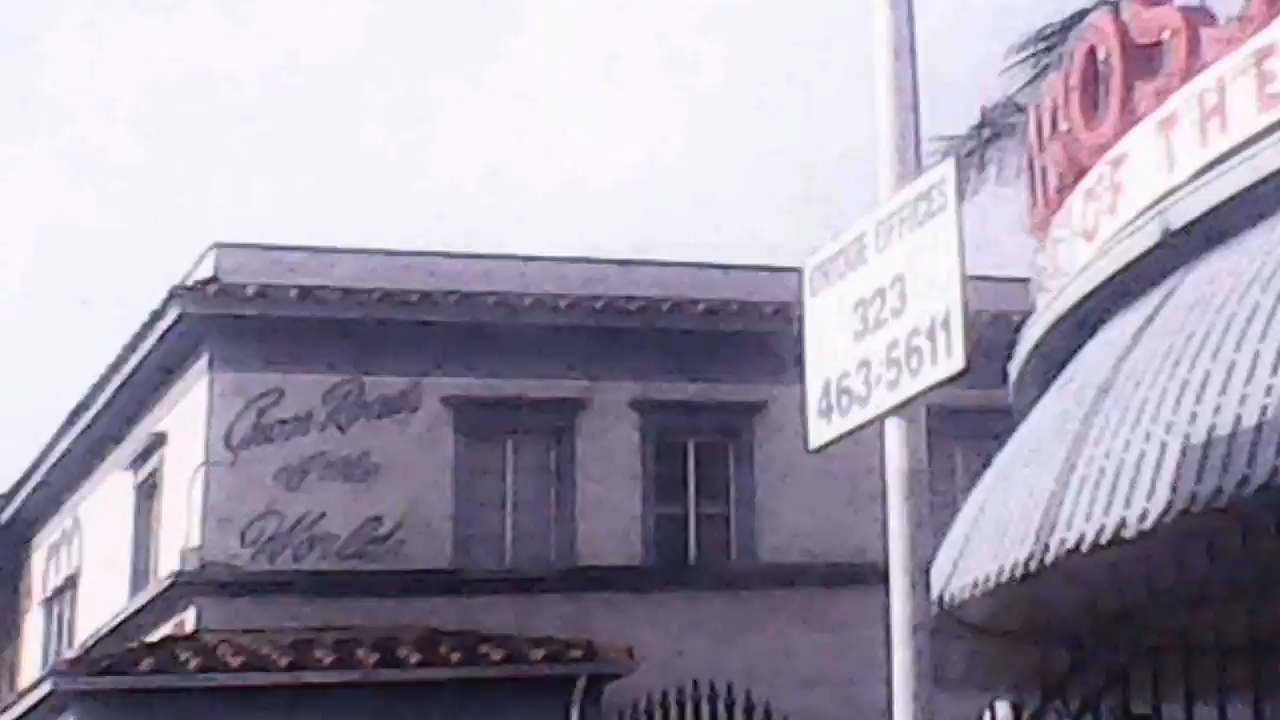 Cross Roads
of the
World
OFFICES
323
463-5611
OF THE